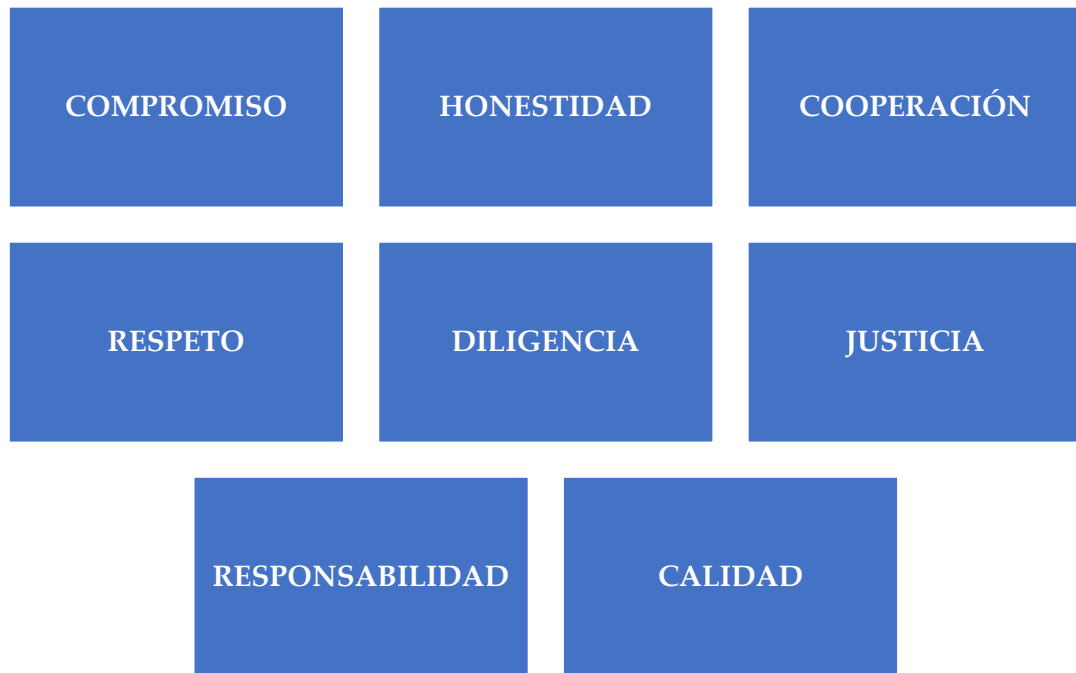 COMPROMISO
HONESTIDAD
COOPERACIÓN
RESPETO
DILIGENCIA
JUSTICIA
RESPONSABILIDAD
CALIDAD